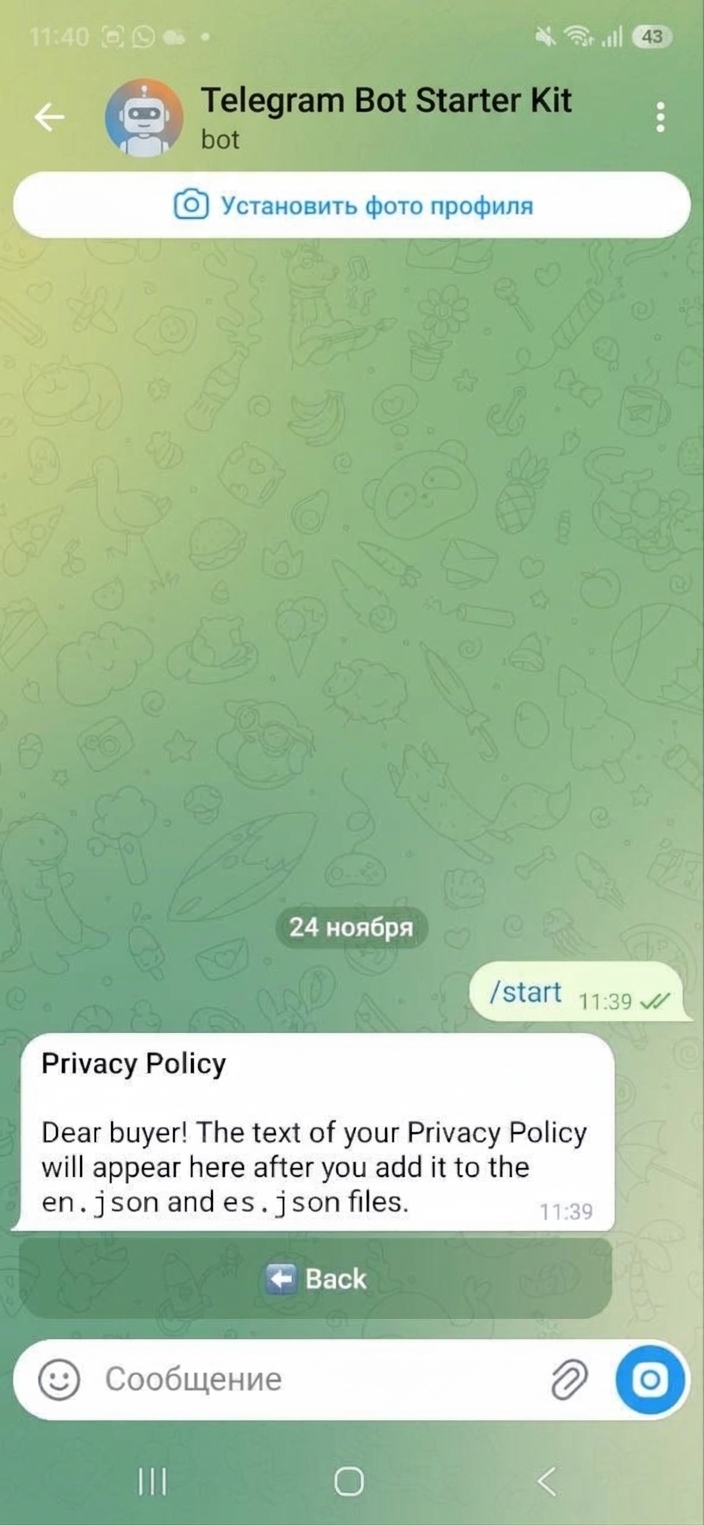 11:40
43
Telegram Bot Starter Kit
bot
Установить фото профиля
24 ноября
/start 11:39
Privacy Policy
Dear buyer! The text of your Privacy Policy
will appear here after you add it to the
en.json and es.json files.
11:39
Back
Сообщение